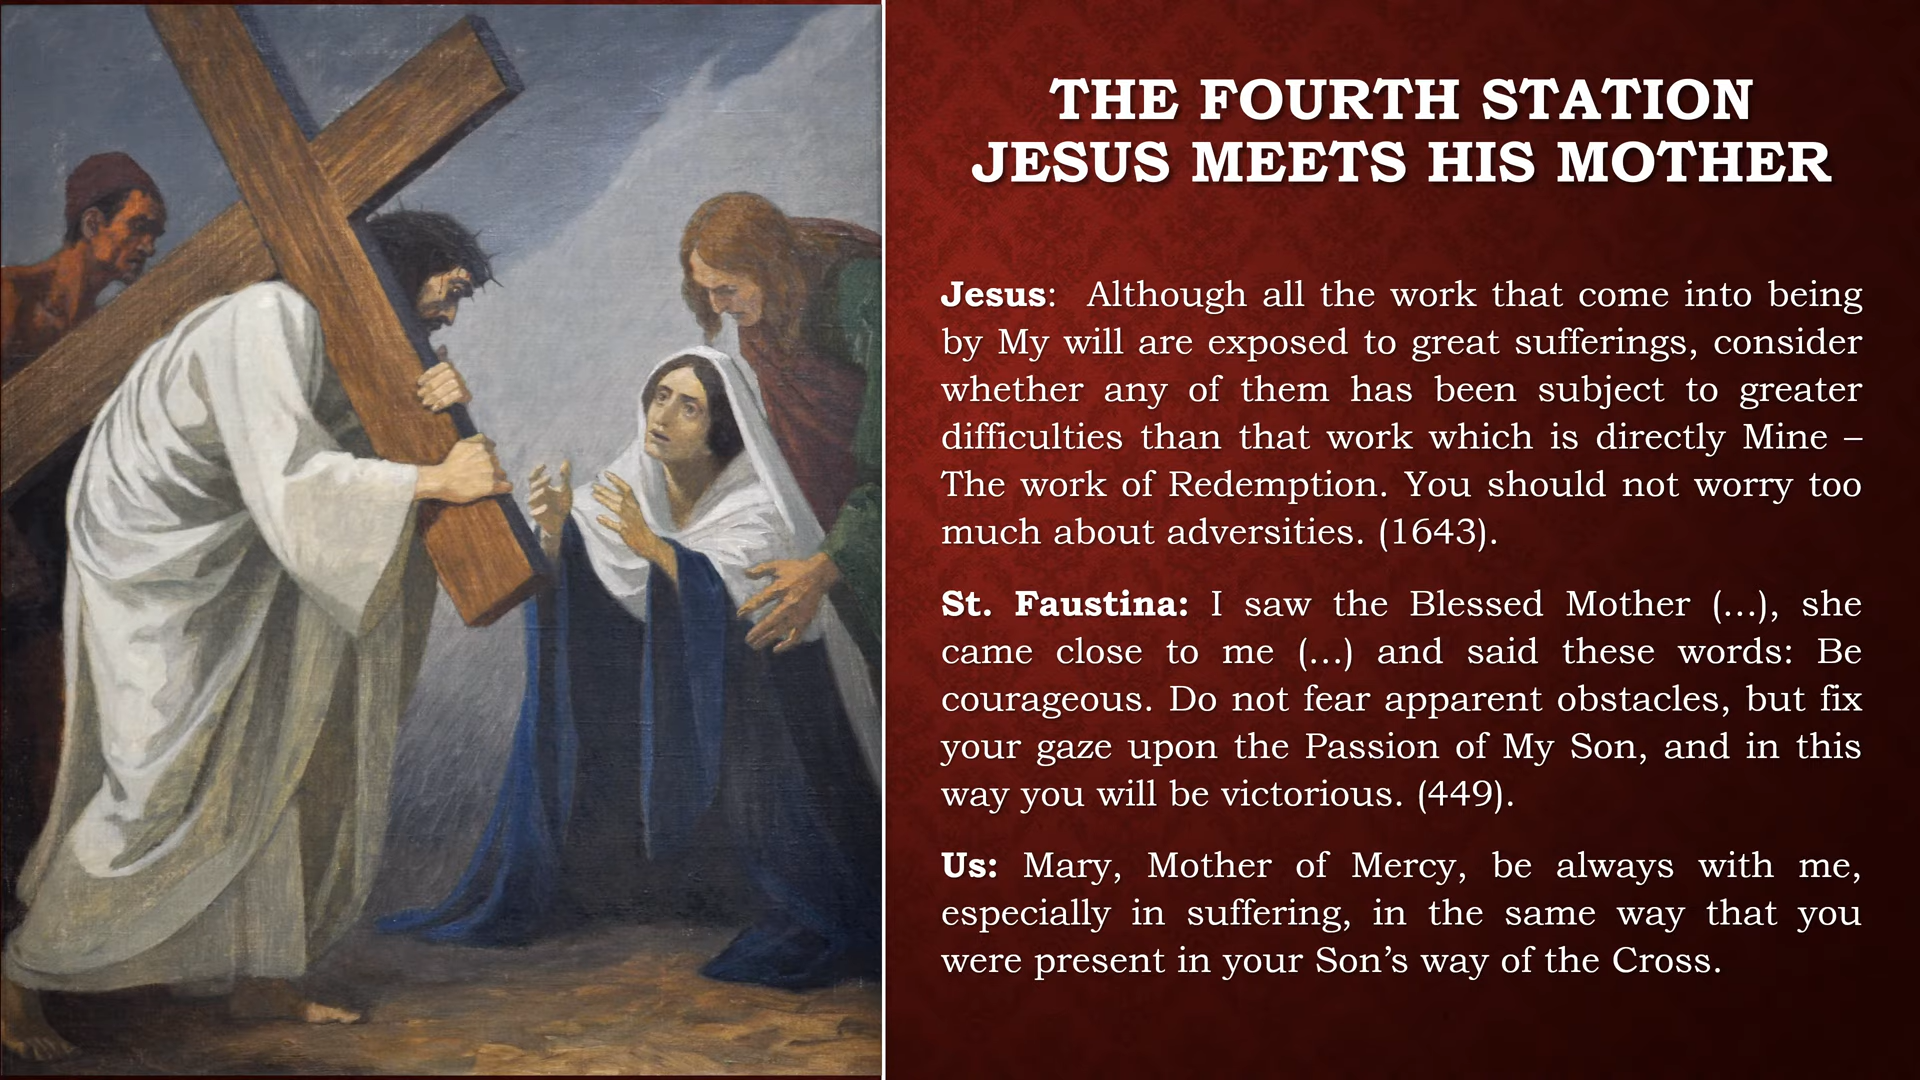 THE FOURTH STATION
JESUS MEETS HIS MOTHER
Jesus:  Although all the work that come into being
by My will are exposed to great sufferings, consider
whether any of them has been subject to greater
difficulties than that work which is directly Mine –
The work of Redemption. You should not worry too
much about adversities. (1643).
St. Faustina: I saw the Blessed Mother (…), she
came close to me (…) and said these words: Be
courageous. Do not fear apparent obstacles, but fix
your gaze upon the Passion of My Son, and in this
way you will be victorious. (449).
Us: Mary, Mother of Mercy, be always with me,
especially in suffering, in the same way that you
were present in your Son’s way of the Cross.